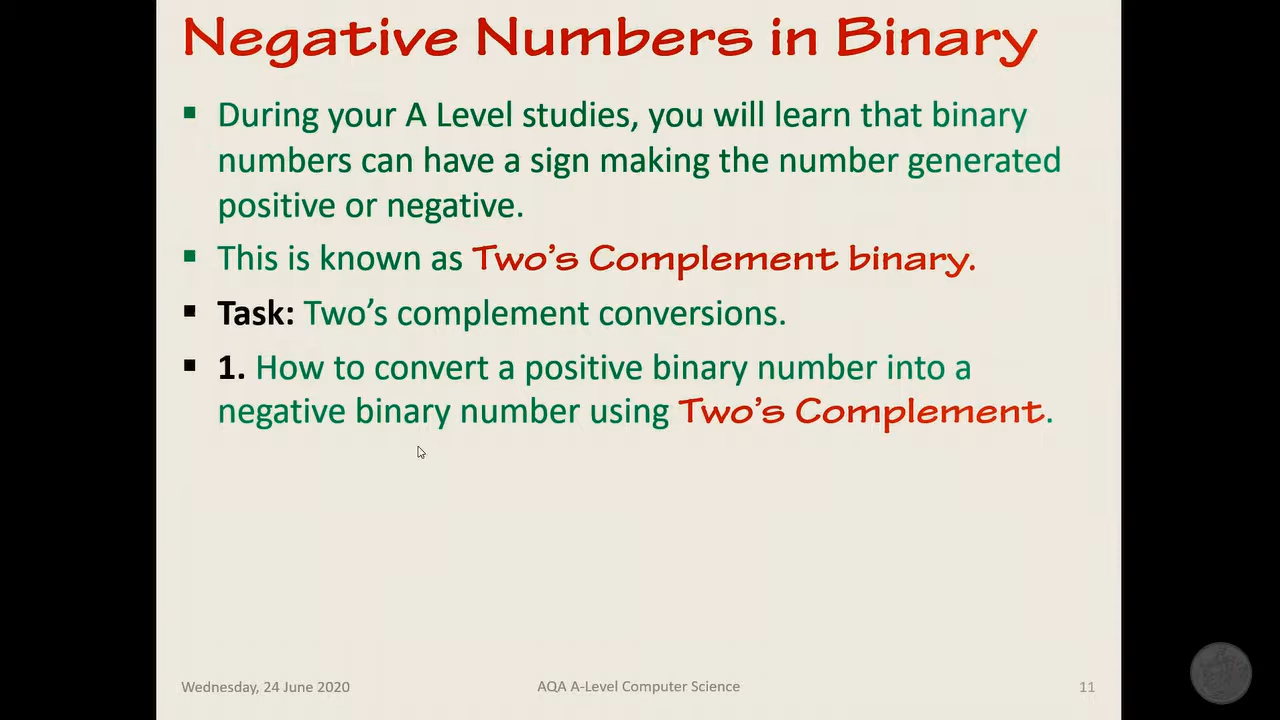 Negative Numbers in Binary
▪ During your A Level studies, you will learn that binary
numbers can have a sign making the number generated
positive or negative.
▪ This is known as Two's Complement binary.
▪ Task: Two's complement conversions.
▪ 1. How to convert a positive binary number into a
negative binary number using Two's Complement.
Wednesday, 24 June 2020 AQA A-Level Computer Science 11